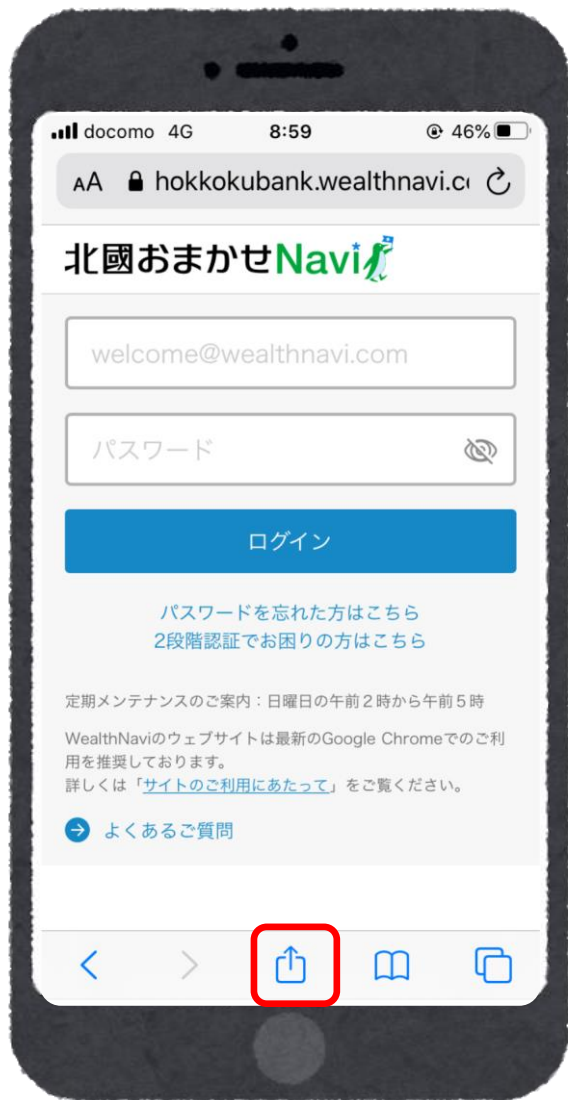 docomo 4G 8:59 46%
AA hokkokubank.wealthnavi.c
北國おまかせNavi
welcome@wealthnavi.com
パスワード
ログイン
パスワードを忘れた方はこちら
2段階認証でお困りの方はこちら
定期メンテナンスのご案内：日曜日の午前２時から午前５時
WealthNaviのウェブサイトは最新のGoogle Chromeでのご利
用を推奨しております。
詳しくは「サイトのご利用にあたって」をご覧ください。
よくあるご質問